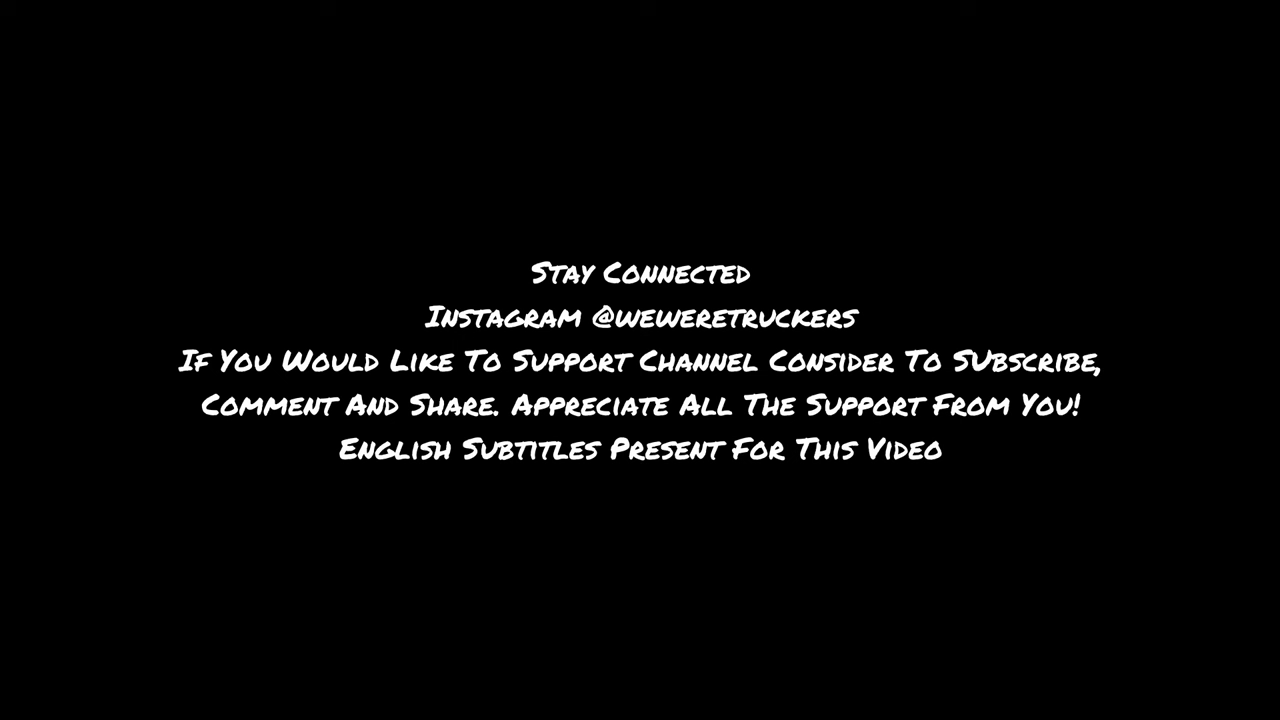 Stay Connected
Instagram @weweretruckers
If You Would Like To Support Channel Consider To SUbscribe,
Comment And Share. Appreciate All The Support From You!
English Subtitles Present For This Video